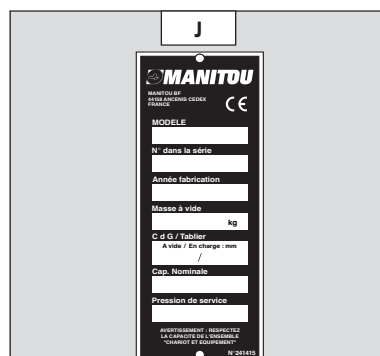 J
MANITOU
MANITOU BF
44158 ANCENIS CEDEX
FRANCE
CE
MODELE
N° dans la série
Année fabrication
Masse à vide
kg
C d G / Tablier
A vide / En charge : mm
/
Cap. Nominale
Pression de service
AVERTISSEMENT : RESPECTEZ
LA CAPACITE DE L'ENSEMBLE
"CHARIOT ET EQUIPEMENT"
N°241415